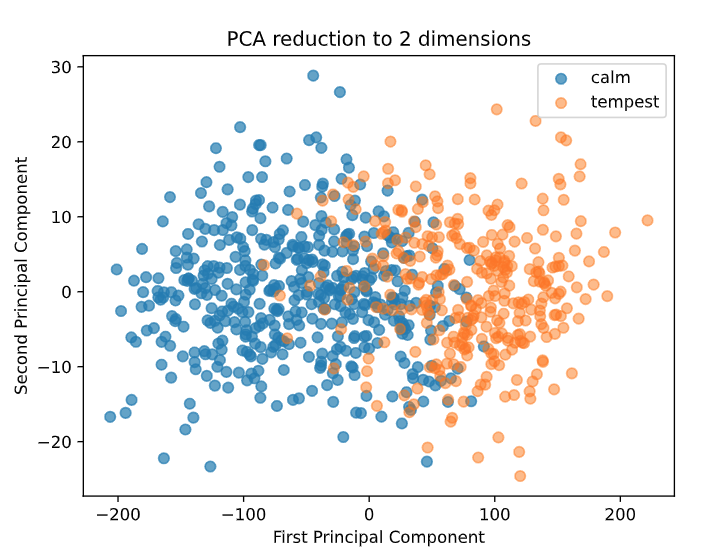 PCA reduction to 2 dimensions
calm
tempest
Second Principal Component
30
20
10
0
−10
−20
−200
−100
0
100
200
First Principal Component